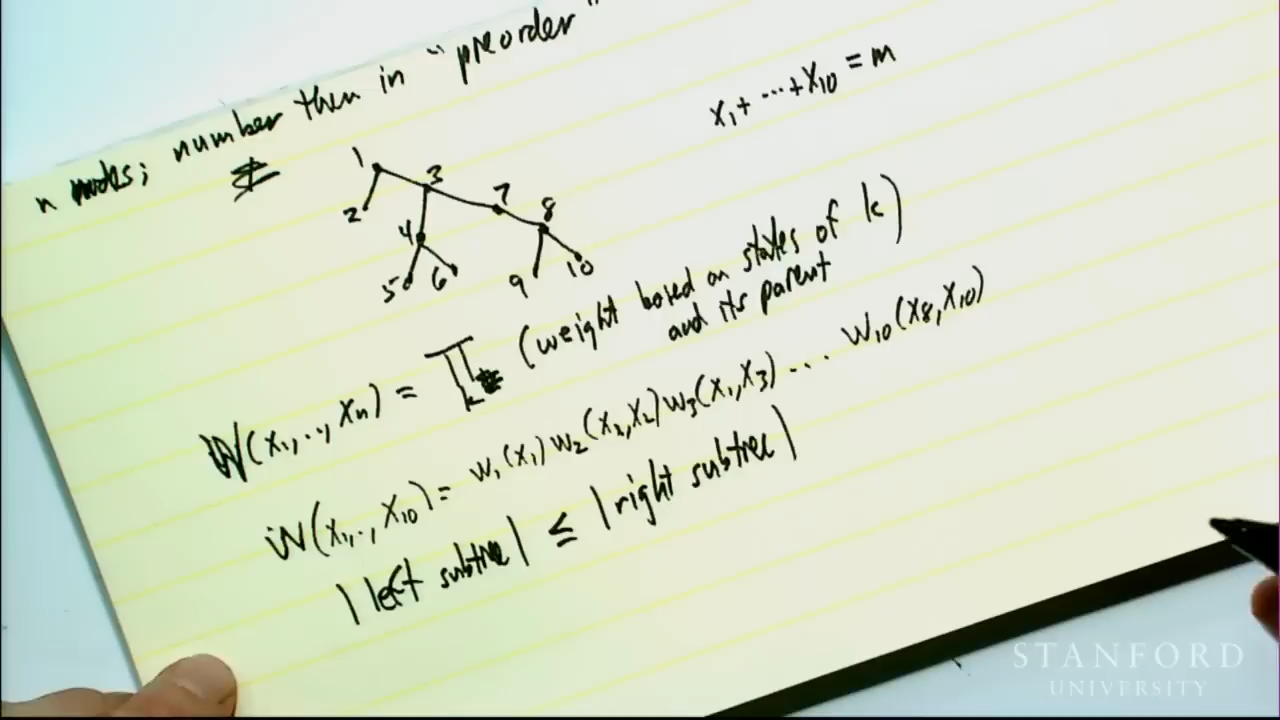 n nodes; number then in "preorder"
x₁ + ⋯ + x₁₀ = m
1
2
3
4
5
6
7
8
9
10
W(x₁,..,xₙ) = ∏ₖ (weight based on states of k)
and its parent
W(x₁,..,x₁₀) = w₁(x₁) w₂(x₁,x₂) w₃(x₁,x₃) ... w₁₀(x₈,x₁₀)
|left subtree| ≤ |right subtree|
STANFORD
UNIVERSITY